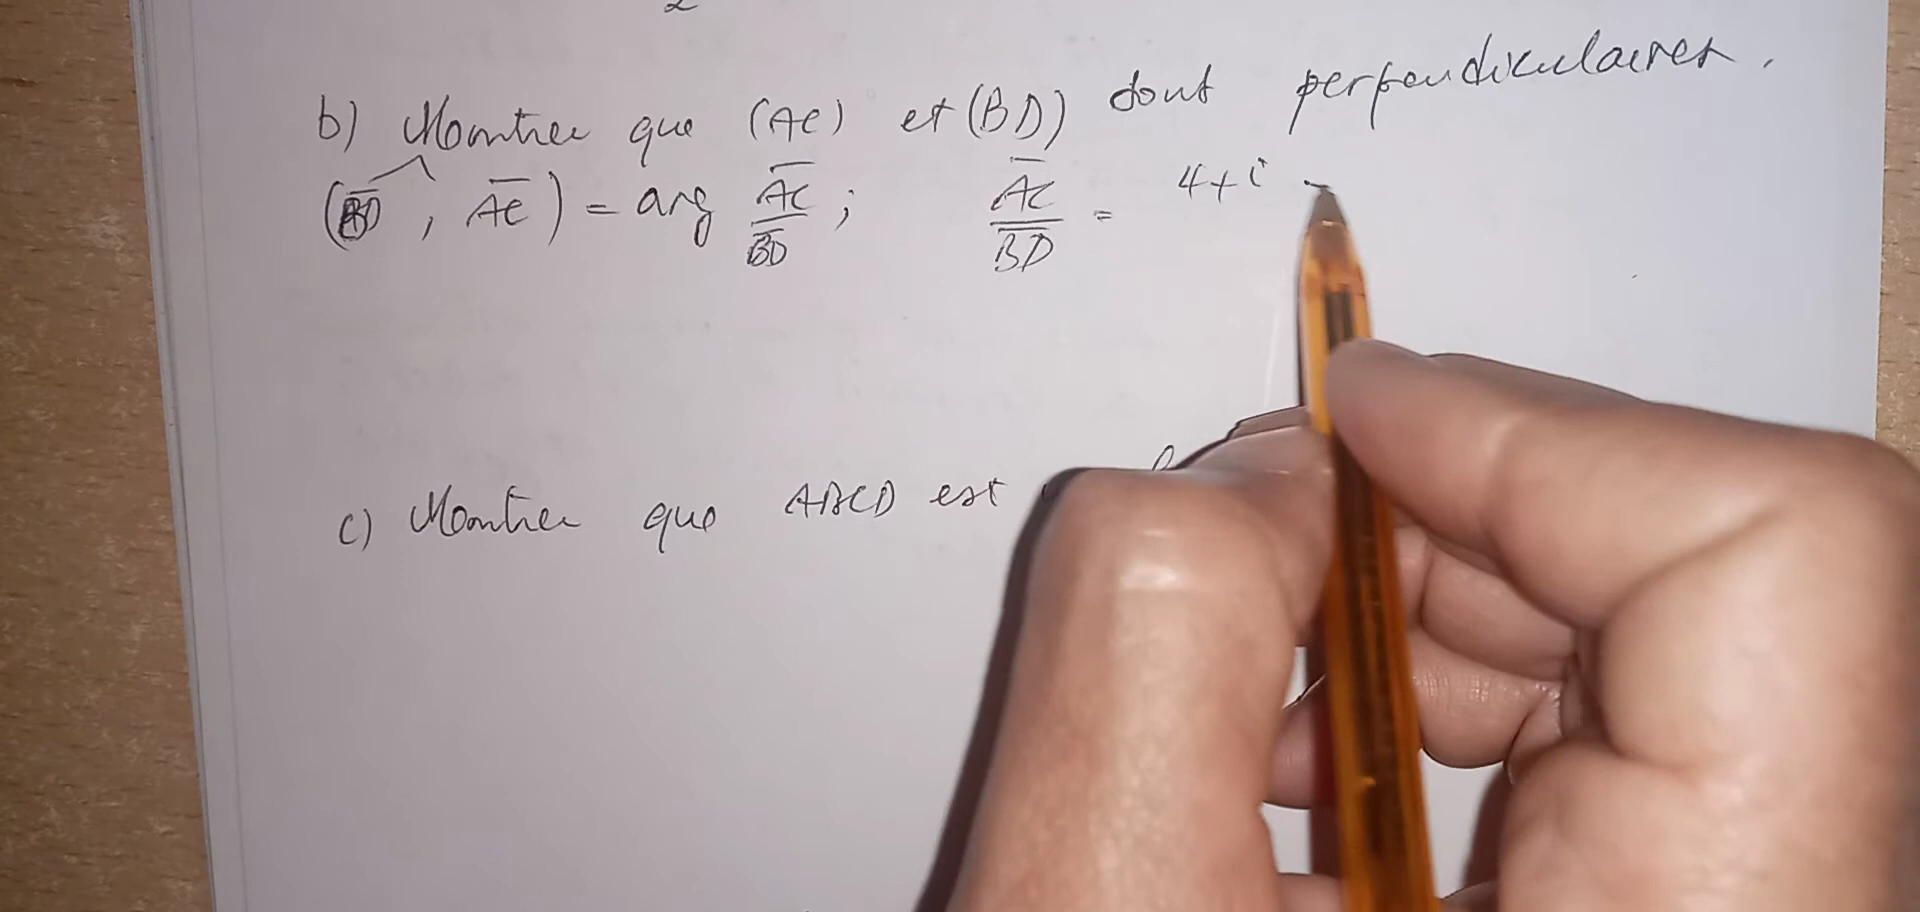 2
b) Montrer que (AC) et (BD) sont perpendiculaires.
(BD, AC) = arg AC/BD ; AC/BD = 4+i -
c) Montrer que ABCD est